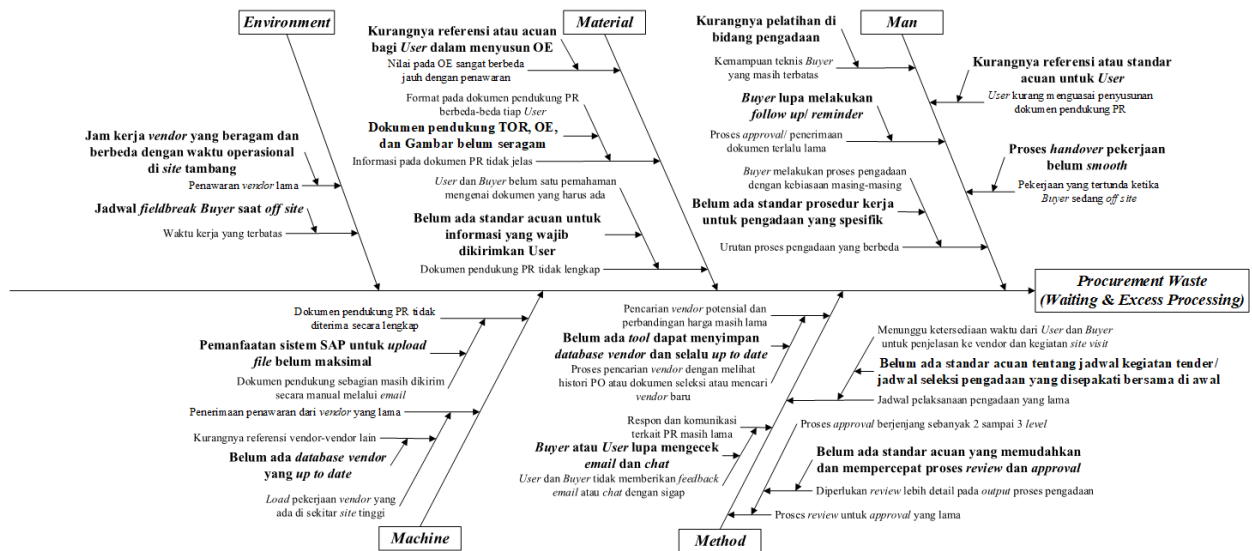 Environment
Material
Man
Kurangnya referensi atau acuan
bagi User dalam menyusun OE
Nilai pada OE sangat berbeda
jauh dengan penawaran
Format pada dokumen pendukung PR
berbeda-beda tiap User
Dokumen pendukung TOR, OE,
dan Gambar belum seragam
Informasi pada dokumen PR tidak jelas
User dan Buyer belum satu pemahaman
mengenai dokumen yang harus ada
Belum ada standar acuan untuk
informasi yang wajib
dikirimkan User
Dokumen pendukung PR tidak lengkap
Jam kerja vendor yang beragam dan
berbeda dengan waktu operasional
di site tambang
Penawaran vendor lama
Jadwal fieldbreak Buyer saat off site
Waktu kerja yang terbatas
Kurangnya pelatihan di
bidang pengadaan
Kemampuan teknis Buyer
yang masih terbatas
Buyer lupa melakukan
follow up/ reminder
Proses approval/ penerimaan
dokumen terlalu lama
Buyer melakukan proses pengadaan
dengan kebiasaan masing-masing
Belum ada standar prosedur kerja
untuk pengadaan yang spesifik
Urutan proses pengadaan yang berbeda
Kurangnya referensi atau standar
acuan untuk User
User kurang menguasai penyusunan
dokumen pendukung PR
Proses handover pekerjaan
belum smooth
Pekerjaan yang tertunda ketika
Buyer sedang off site
Procurement Waste
(Waiting & Excess Processing)
Dokumen pendukung PR tidak
diterima secara lengkap
Pemanfaatan sistem SAP untuk upload
file belum maksimal
Dokumen pendukung sebagian masih dikirim
secara manual melalui email
Penerimaan penawaran dari vendor yang lama
Kurangnya referensi vendor-vendor lain
Belum ada database vendor
yang up to date
Load pekerjaan vendor yang
ada di sekitar site tinggi
Pencarian vendor potensial dan
perbandingan harga masih lama
Belum ada tool dapat menyimpan
database vendor dan selalu up to date
Proses pencarian vendor dengan melihat
histori PO atau dokumen seleksi atau mencari
vendor baru
Respon dan komunikasi
terkait PR masih lama
Buyer atau User lupa mengecek
email dan chat
User dan Buyer tidak memberikan feedback
email atau chat dengan sigap
Menunggu ketersediaan waktu dari User dan Buyer
untuk penjelasan ke vendor dan kegiatan site visit
Belum ada standar acuan tentang jadwal kegiatan tender/
jadwal seleksi pengadaan yang disepakati bersama di awal
Jadwal pelaksanaan pengadaan yang lama
Proses approval berjenjang sebanyak 2 sampai 3 level
Belum ada standar acuan yang memudahkan
dan mempercepat proses review dan approval
Diperlukan review lebih detail pada output proses pengadaan
Proses review untuk approval yang lama
Machine
Method